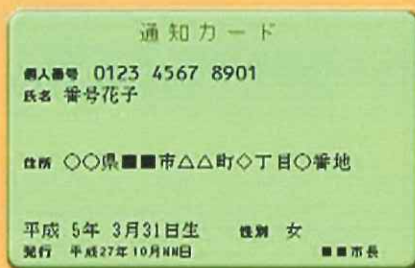 通知カード
個人番号 0123 4567 8901
氏名 番号花子
住所 ○○県■■市△△町◇丁目○番地
平成 5年 3月31日生 性別 女
発行 平成27年10月NN日 ■■市長